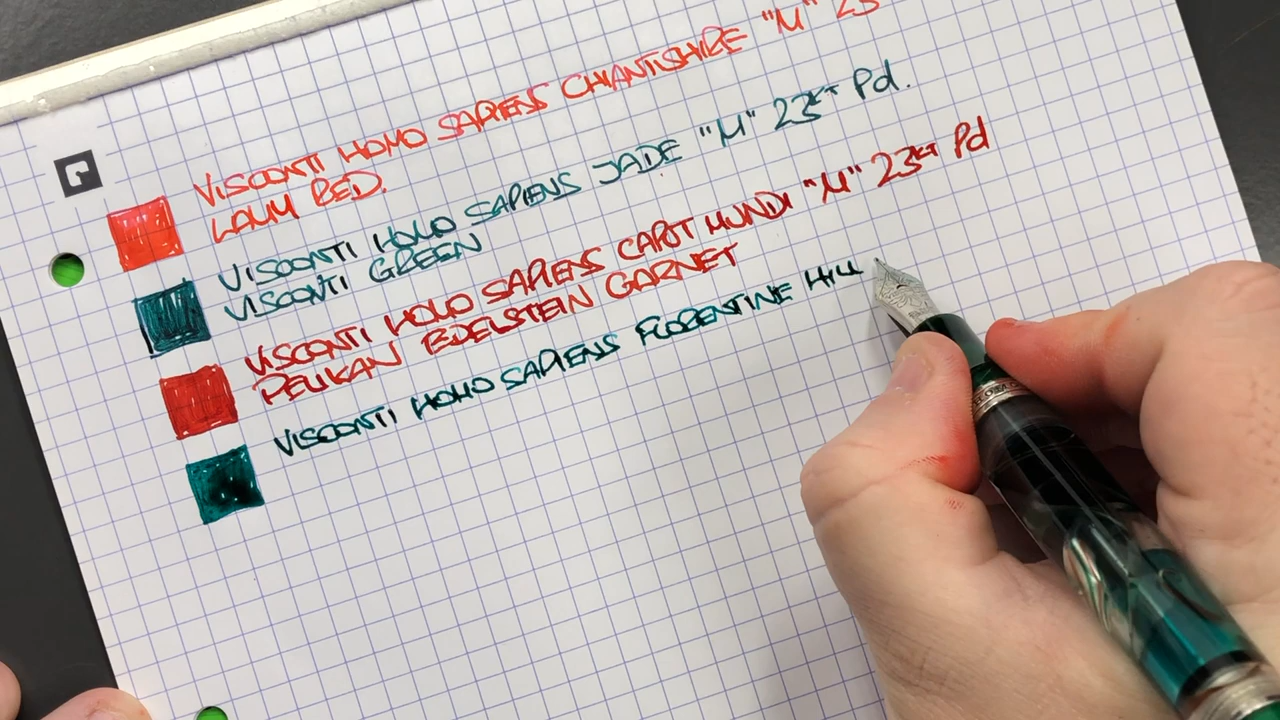 VISCONTI HOMO SAPIENS CHIANTISHIRE "M" 23
LAMY RED.
VISCONTI HOMO SAPIENS JADE "M" 23KT Pd.
VISCONTI GREEN
VISCONTI HOMO SAPIENS CAPUT MUNDI "M" 23KT Pd
PELIKAN EDELSTEIN GARNET
VISCONTI HOMO SAPIENS FLORENTINE HILL